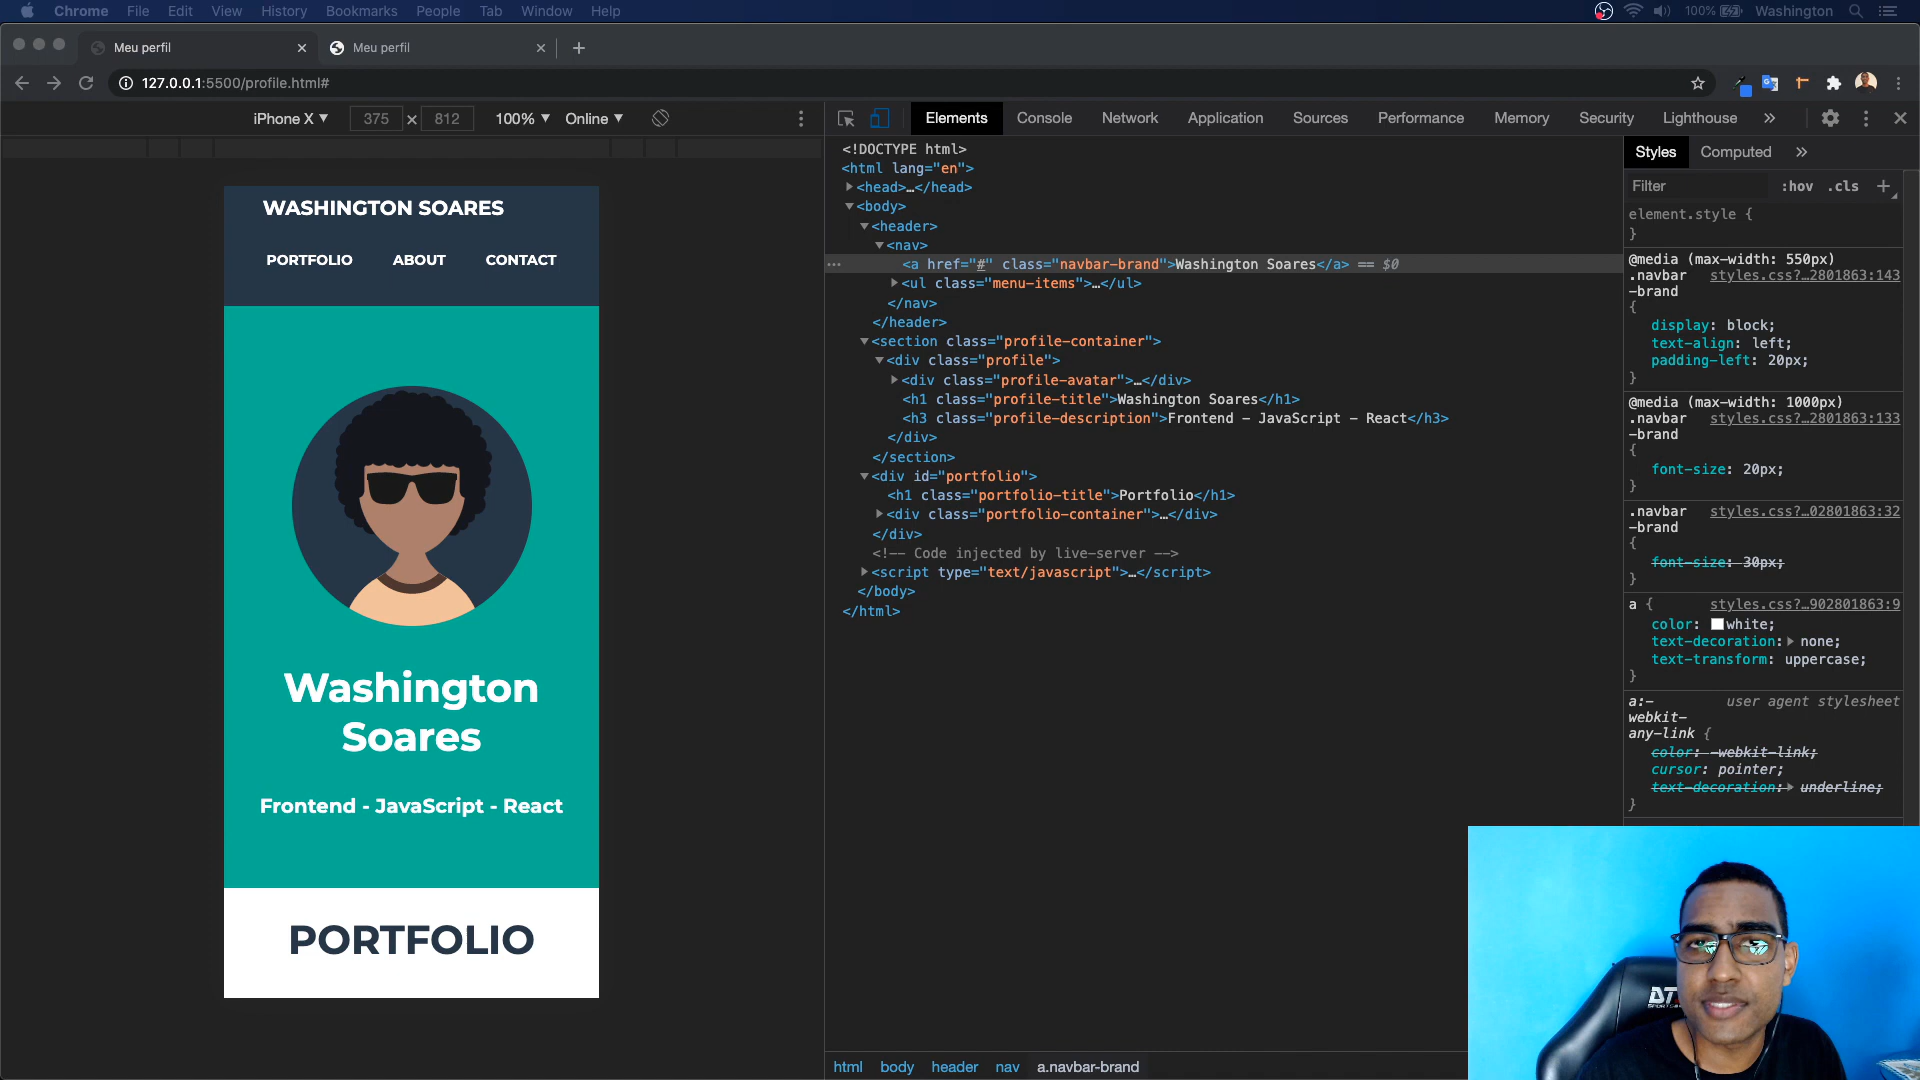 Chrome File Edit View History Bookmarks People Tab Window Help 100% Washington
Meu perfil
Meu perfil
127.0.0.1:5500/profile.html#
iPhone X ▼ 375 × 812 100% ▼ Online ▼
Elements Console Network Application Sources Performance Memory Security Lighthouse »
WASHINGTON SOARES
PORTFOLIO ABOUT CONTACT
Washington
Soares
Frontend - JavaScript - React
PORTFOLIO
<!DOCTYPE html>
<html lang="en">
<head>…</head>
<body>
<header>
<nav>
<a href="#" class="navbar-brand">Washington Soares</a> == $0
<ul class="menu-items">…</ul>
</nav>
</header>
<section class="profile-container">
<div class="profile">
<div class="profile-avatar">…</div>
<h1 class="profile-title">Washington Soares</h1>
<h3 class="profile-description">Frontend - JavaScript - React</h3>
</div>
</section>
<div id="portfolio">
<h1 class="portfolio-title">Portfolio</h1>
<div class="portfolio-container">…</div>
</div>
<!-- Code injected by live-server -->
<script type="text/javascript">…</script>
</body>
</html>
html body header nav a.navbar-brand
Styles Computed »
Filter :hov .cls +
element.style {
}
@media (max-width: 550px)
.navbar styles.css?…2801863:143
-brand
{
display: block;
text-align: left;
padding-left: 20px;
}
@media (max-width: 1000px)
.navbar styles.css?…2801863:133
-brand
{
font-size: 20px;
}
.navbar styles.css?…02801863:32
-brand
{
font-size: 30px;
}
a { styles.css?…902801863:9
color: white;
text-decoration: none;
text-transform: uppercase;
}
a:- user agent stylesheet
webkit-
any-link {
color: -webkit-link;
cursor: pointer;
text-decoration: underline;
}